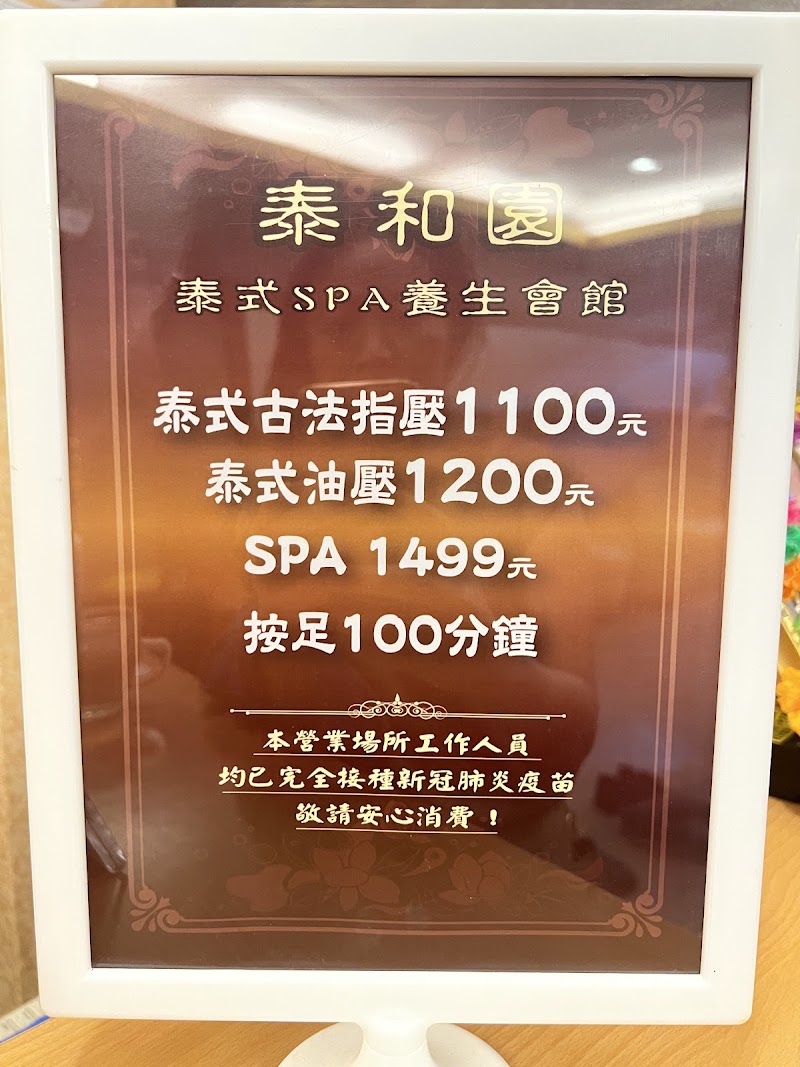 泰和園
泰式SPA養生會館
泰式古法指壓1100元
泰式油壓1200元
SPA 1499元
按足100分鐘
本營業場所工作人員
均已完全接種新冠肺炎疫苗
敬請安心消費！